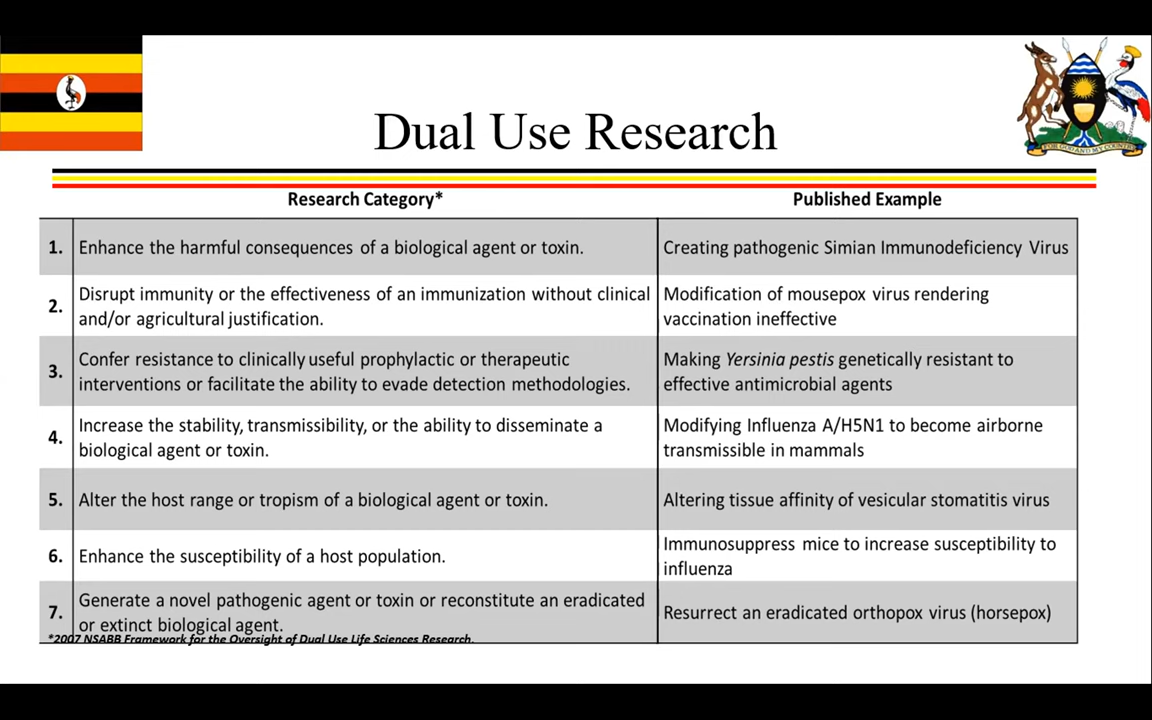 Dual Use Research
Research Category*
Published Example
1.
Enhance the harmful consequences of a biological agent or toxin.
Creating pathogenic Simian Immunodeficiency Virus
2.
Disrupt immunity or the effectiveness of an immunization without clinical
and/or agricultural justification.
Modification of mousepox virus rendering
vaccination ineffective
3.
Confer resistance to clinically useful prophylactic or therapeutic
interventions or facilitate the ability to evade detection methodologies.
Making Yersinia pestis genetically resistant to
effective antimicrobial agents
4.
Increase the stability, transmissibility, or the ability to disseminate a
biological agent or toxin.
Modifying Influenza A/H5N1 to become airborne
transmissible in mammals
5.
Alter the host range or tropism of a biological agent or toxin.
Altering tissue affinity of vesicular stomatitis virus
6.
Enhance the susceptibility of a host population.
Immunosuppress mice to increase susceptibility to
influenza
7.
Generate a novel pathogenic agent or toxin or reconstitute an eradicated
or extinct biological agent.
Resurrect an eradicated orthopox virus (horsepox)
*2007 NSABB Framework for the Oversight of Dual Use Life Sciences Research.
FOR GOD AND MY COUNTRY